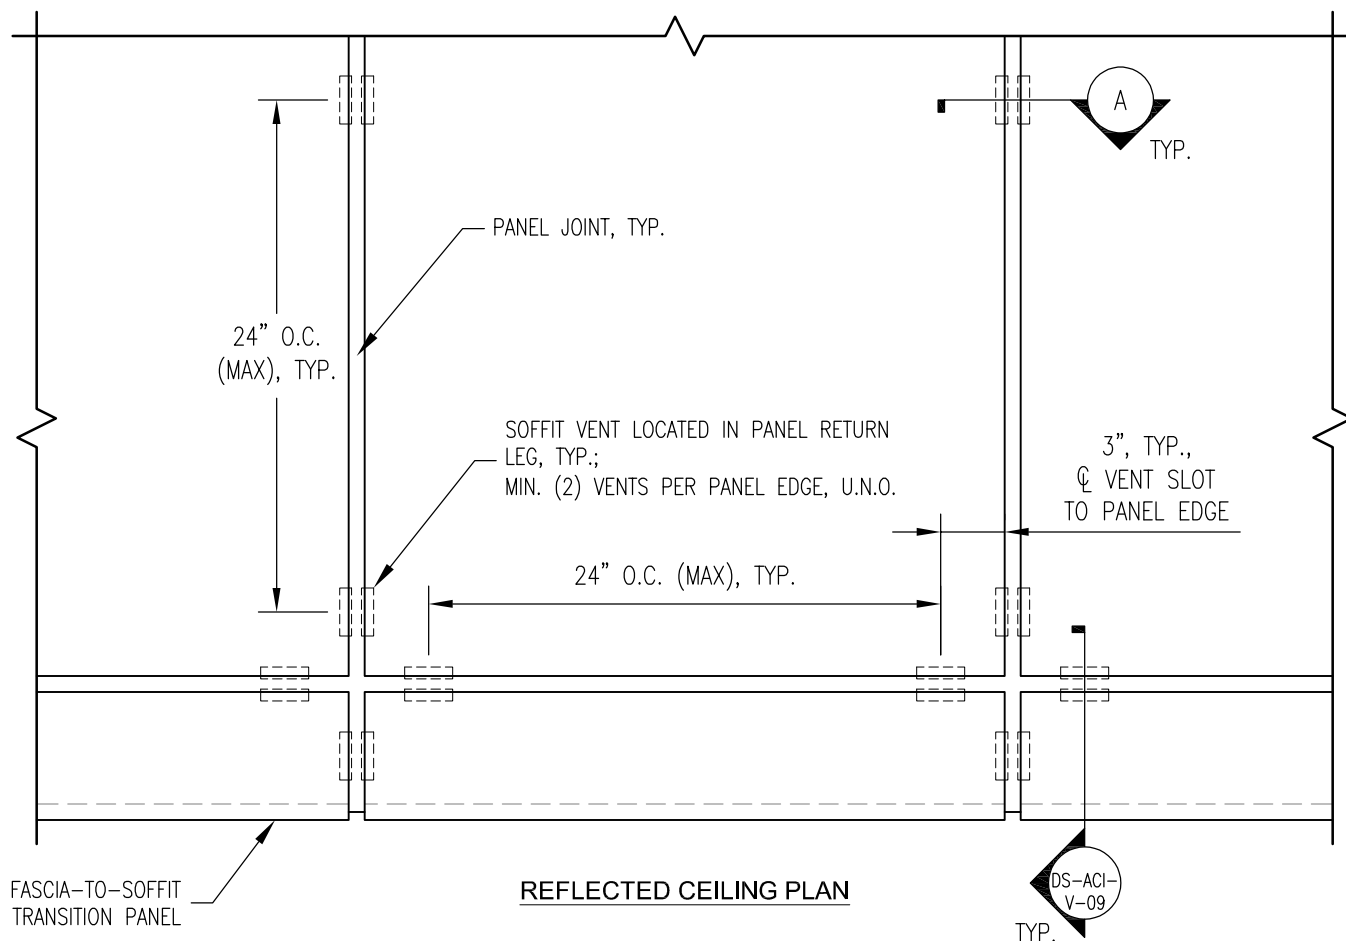 A
TYP.
PANEL JOINT, TYP.
24” O.C.
(MAX), TYP.
SOFFIT VENT LOCATED IN PANEL RETURN
LEG, TYP.;
MIN. (2) VENTS PER PANEL EDGE, U.N.O.
3”, TYP.,
℄ VENT SLOT
TO PANEL EDGE
24” O.C. (MAX), TYP.
FASCIA-TO-SOFFIT
TRANSITION PANEL
REFLECTED CEILING PLAN
DS-ACI-
V-09
TYP.